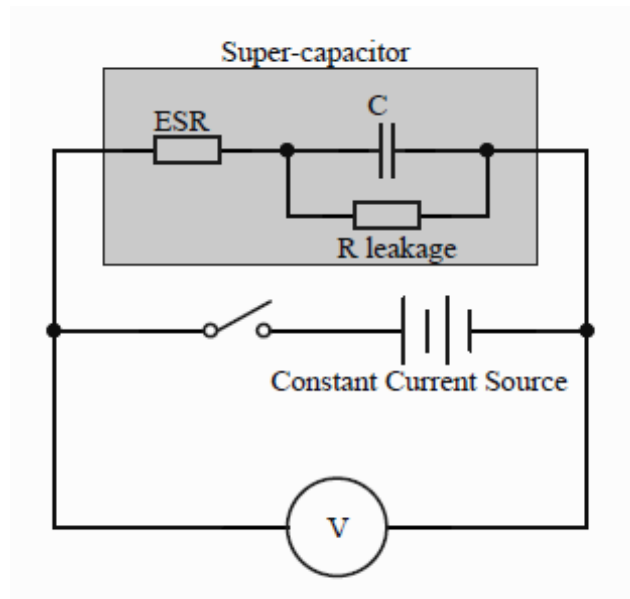 Super-capacitor
ESR
C
R leakage
Constant Current Source
V